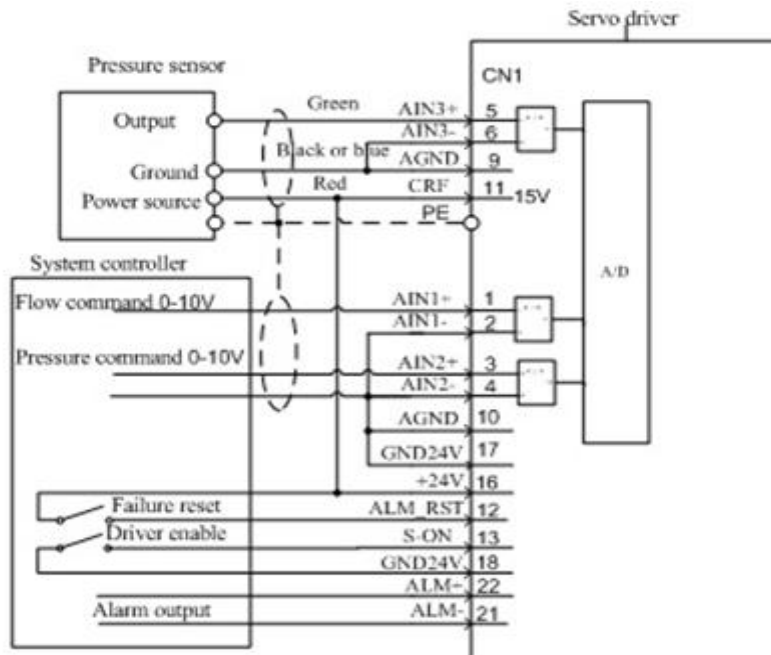 Servo driver
Pressure sensor
CN1
Output
Green
AIN3+
5
AIN3-
6
Black or blue
Ground
AGND
9
Power source
Red
CRF
11
15V
PE
A/D
System controller
Flow command 0-10V
AIN1+
1
AIN1-
2
Pressure command 0-10V
AIN2+
3
AIN2-
4
AGND
10
GND24V
17
+24V
16
Failure reset
ALM_RST
12
Driver enable
S-ON
13
GND24V
18
ALM+
22
Alarm output
ALM-
21